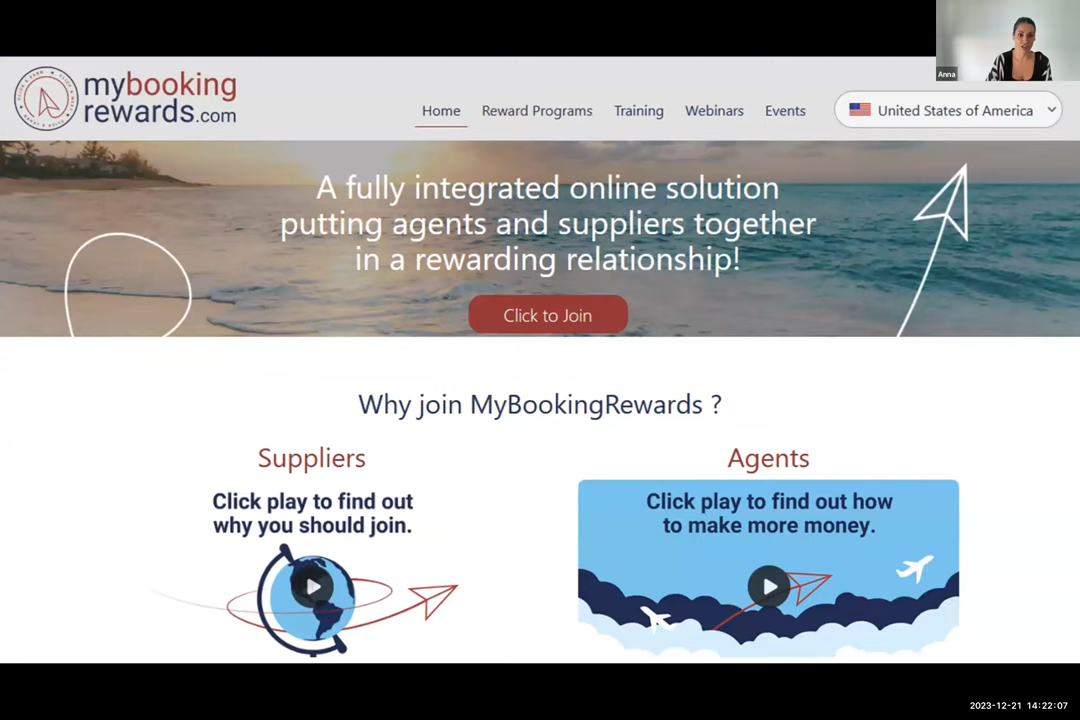 Anna
mybooking
rewards.com
Home Reward Programs Training Webinars Events United States of America
A fully integrated online solution
putting agents and suppliers together
in a rewarding relationship!
Click to Join
Why join MyBookingRewards ?
Suppliers
Click play to find out
why you should join.
Agents
Click play to find out how
to make more money.
2023-12-21 14:22:07